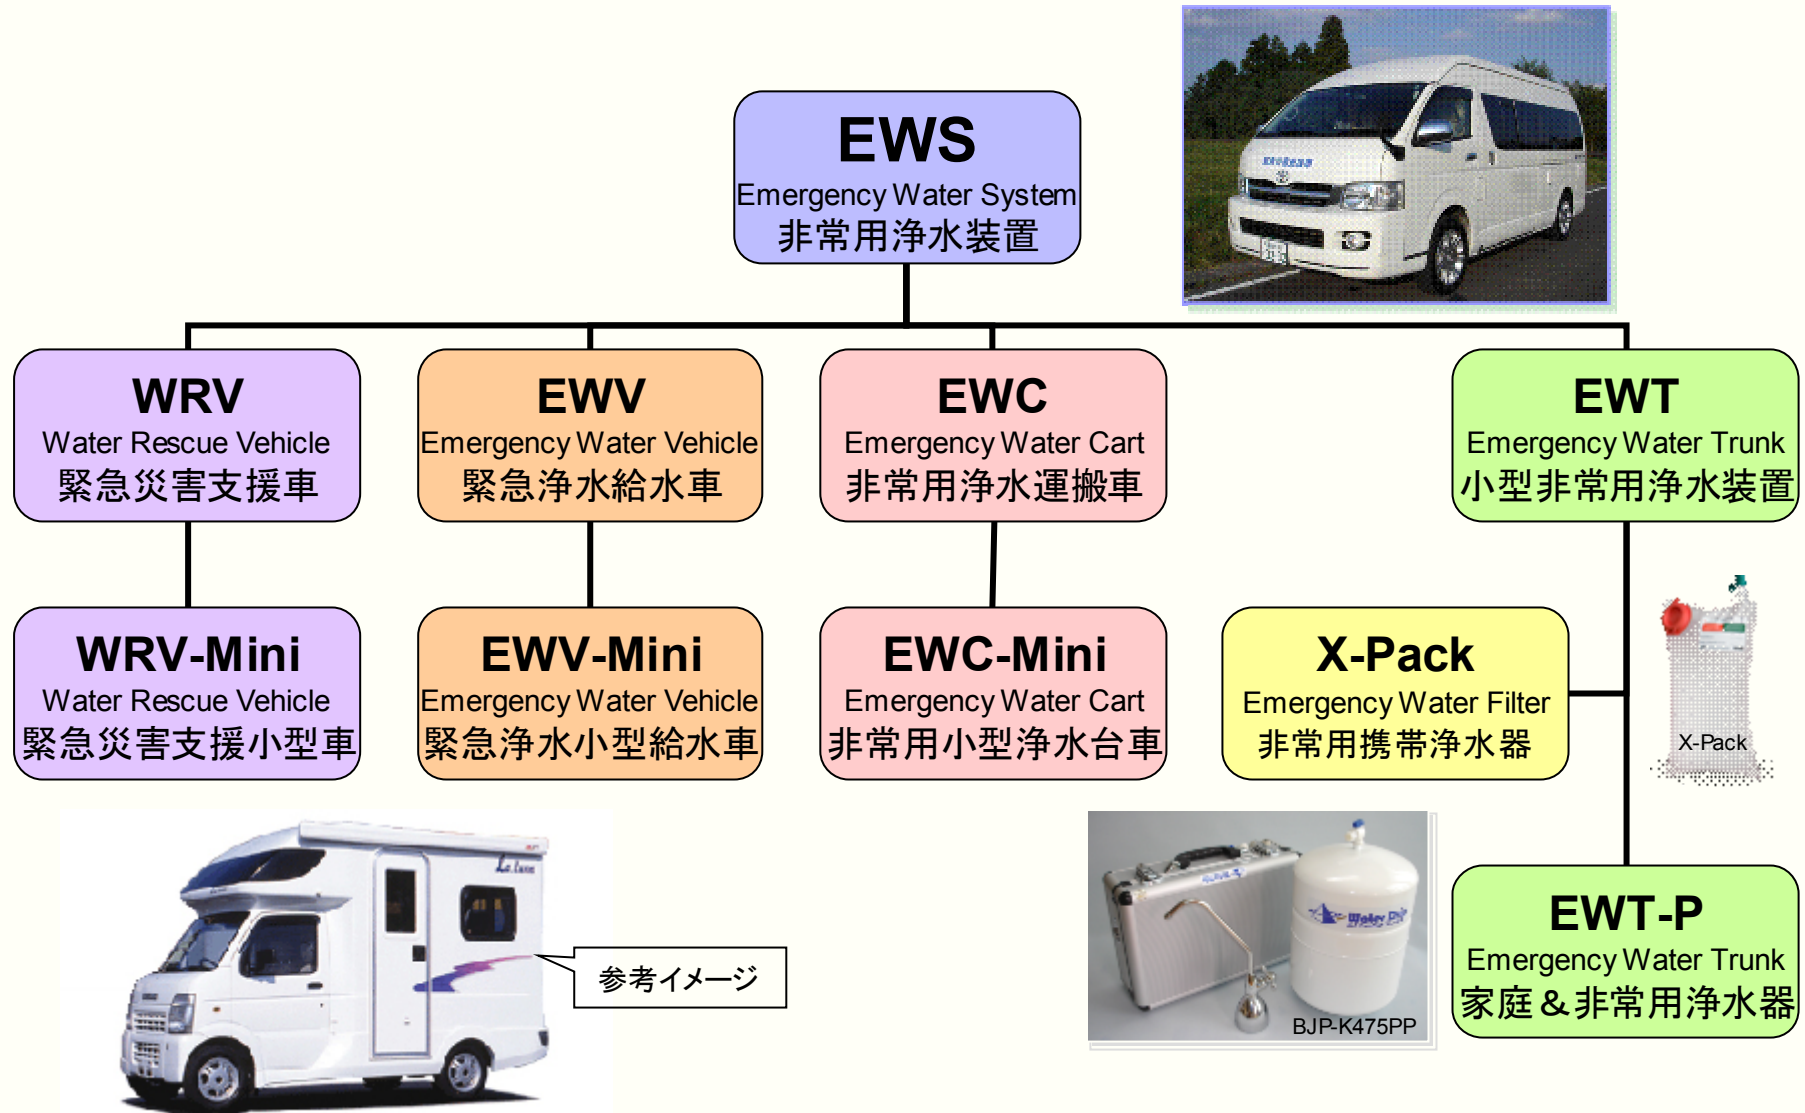 EWS
Emergency Water System
非常用浄水装置
WRV
Water Rescue Vehicle
緊急災害支援車
EWV
Emergency Water Vehicle
緊急浄水給水車
EWC
Emergency Water Cart
非常用浄水運搬車
EWT
Emergency Water Trunk
小型非常用浄水装置
WRV-Mini
Water Rescue Vehicle
緊急災害支援小型車
EWV-Mini
Emergency Water Vehicle
緊急浄水小型給水車
EWC-Mini
Emergency Water Cart
非常用小型浄水台車
X-Pack
Emergency Water Filter
非常用携帯浄水器
X-Pack
参考イメージ
BJP-K475PP
EWT-P
Emergency Water Trunk
家庭＆非常用浄水器